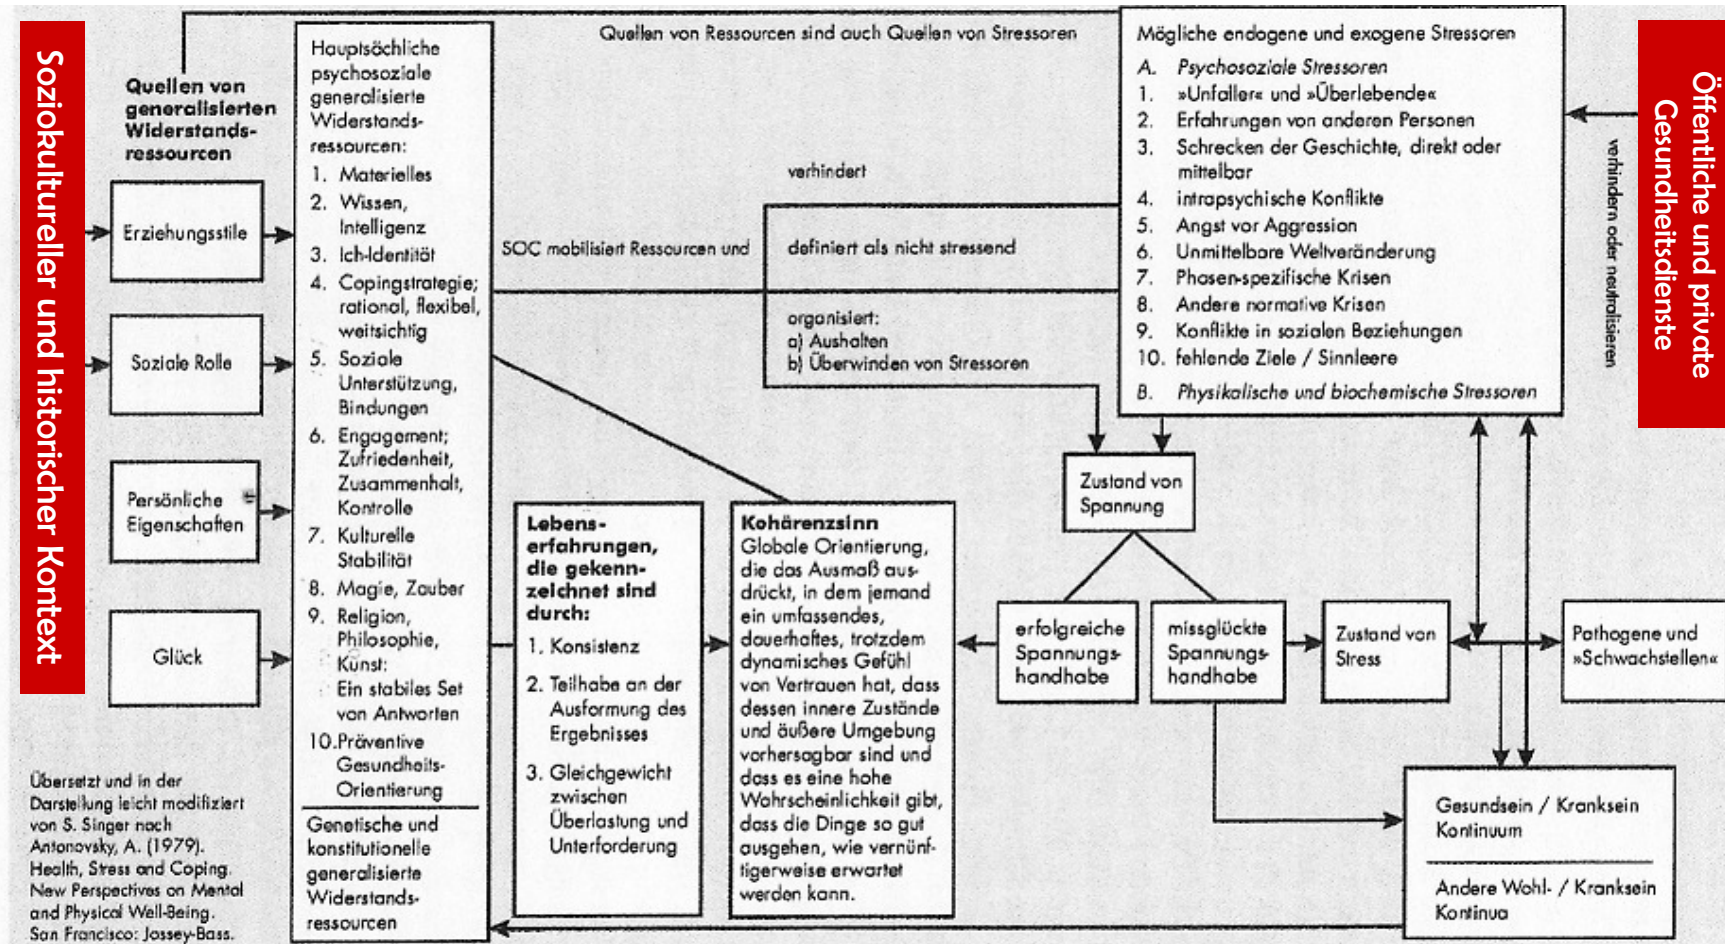 Soziokultureller und historischer Kontext
Quellen von
generalisierten
Widerstands-
ressourcen
Erziehungsstile
Soziale Rolle
Persönliche
Eigenschaften
Glück
Übersetzt und in der
Darstellung leicht modifiziert
von S. Singer nach
Antonovsky, A. (1979).
Health, Stress and Coping.
New Perspectives on Mental
and Physical Well-Being.
San Francisco: Jossey-Bass.
Hauptsächliche
psychosoziale
generalisierte
Widerstands-
ressourcen:
1. Materielles
2. Wissen,
Intelligenz
3. Ich-Identität
4. Copingstrategie;
rational, flexibel,
weitsichtig
5. Soziale
Unterstützung,
Bindungen
6. Engagement;
Zufriedenheit,
Zusammenhalt,
Kontrolle
7. Kulturelle
Stabilität
8. Magie, Zauber
9. Religion,
Philosophie,
Kunst:
Ein stabiles Set
von Antworten
10. Präventive
Gesundheits-
Orientierung
Genetische und
konstitutionelle
generalisierte
Widerstands-
ressourcen
Quellen von Ressourcen sind auch Quellen von Stressoren
SOC mobilisiert Ressourcen und
verhindert
definiert als nicht stressend
organisiert:
a) Aushalten
b) Überwinden von Stressoren
Lebens-
erfahrungen,
die gekenn-
zeichnet sind
durch:
1. Konsistenz
2. Teilhabe an der
Ausformung des
Ergebnisses
3. Gleichgewicht
zwischen
Überlastung und
Unterforderung
Kohärenzsinn
Globale Orientierung,
die das Ausmaß aus-
drückt, in dem jemand
ein umfassendes,
dauerhaftes, trotzdem
dynamisches Gefühl
von Vertrauen hat, dass
dessen innere Zustände
und äußere Umgebung
vorhersagbar sind und
dass es eine hohe
Wahrscheinlichkeit gibt,
dass die Dinge so gut
ausgehen, wie vernünf-
tigerweise erwartet
werden kann.
Mögliche endogene und exogene Stressoren
A. Psychosoziale Stressoren
1. »Unfaller« und »Überlebende«
2. Erfahrungen von anderen Personen
3. Schrecken der Geschichte, direkt oder
mittelbar
4. intrapsychische Konflikte
5. Angst vor Aggression
6. Unmittelbare Weltveränderung
7. Phasen-spezifische Krisen
8. Andere normative Krisen
9. Konflikte in sozialen Beziehungen
10. fehlende Ziele / Sinnleere
B. Physikalische und biochemische Stressoren
Zustand von
Spannung
erfolgreiche
Spannungs-
handhabe
missglückte
Spannungs-
handhabe
Zustand von
Stress
Pathogene und
»Schwachstellen«
Gesundsein / Kranksein
Kontinuum
Andere Wohl- / Kranksein
Kontinua
verhindern oder neutralisieren
Öffentliche und private
Gesundheitsdienste